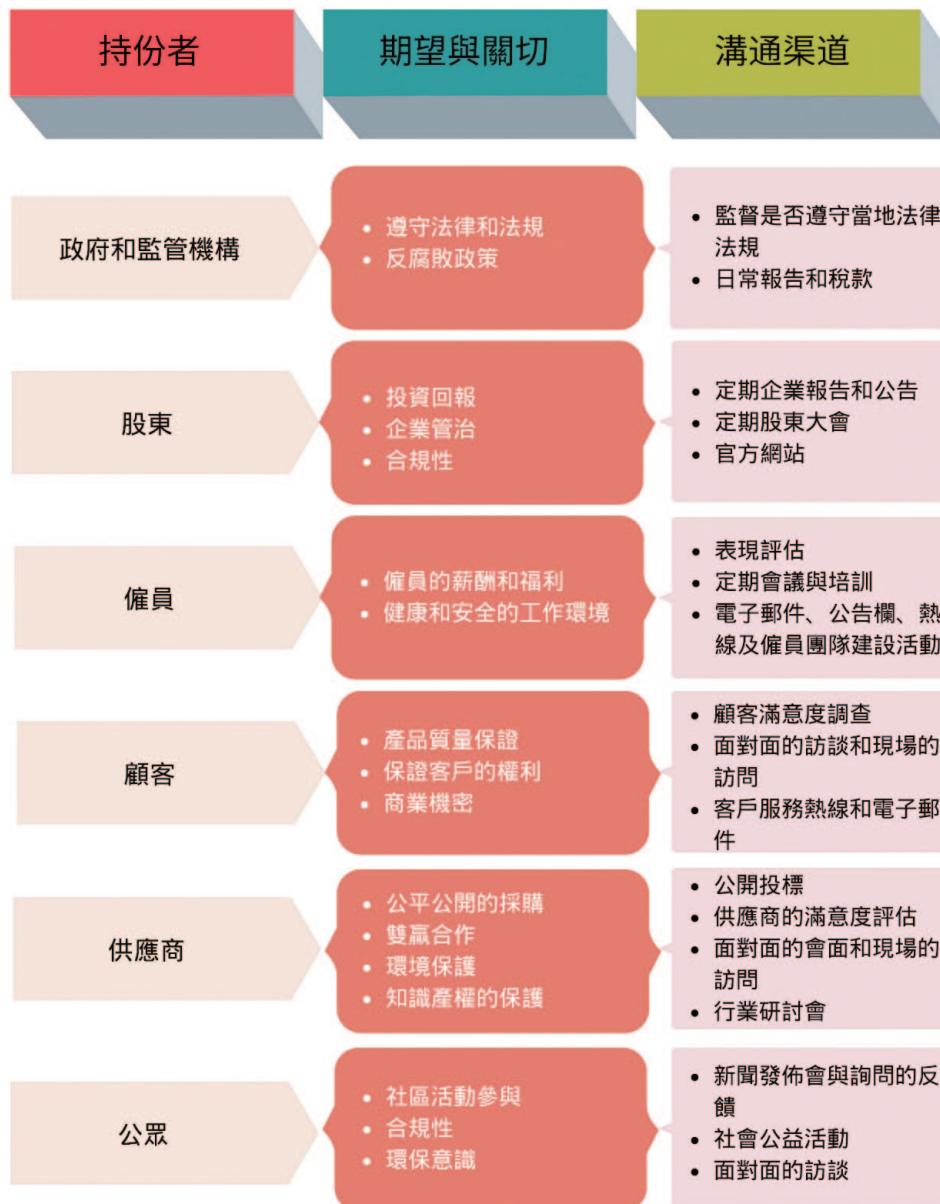 持份者
期望與關切
溝通渠道
政府和監管機構
• 遵守法律和法規
• 反腐敗政策
• 監督是否遵守當地法律
法規
• 日常報告和稅款
股東
• 投資回報
• 企業管治
• 合規性
• 定期企業報告和公告
• 定期股東大會
• 官方網站
僱員
• 僱員的薪酬和福利
• 健康和安全的工作環境
• 表現評估
• 定期會議與培訓
• 電子郵件、公告欄、熱
線及僱員團隊建設活動
顧客
• 產品質量保證
• 保證客戶的權利
• 商業機密
• 顧客滿意度調查
• 面對面的訪談和現場的
訪問
• 客戶服務熱線和電子郵
件
供應商
• 公平公開的採購
• 雙贏合作
• 環境保護
• 知識產權的保護
• 公開投標
• 供應商的滿意度評估
• 面對面的會面和現場的
訪問
• 行業研討會
公眾
• 社區活動參與
• 合規性
• 環保意識
• 新聞發佈會與詢問的反
饋
• 社會公益活動
• 面對面的訪談